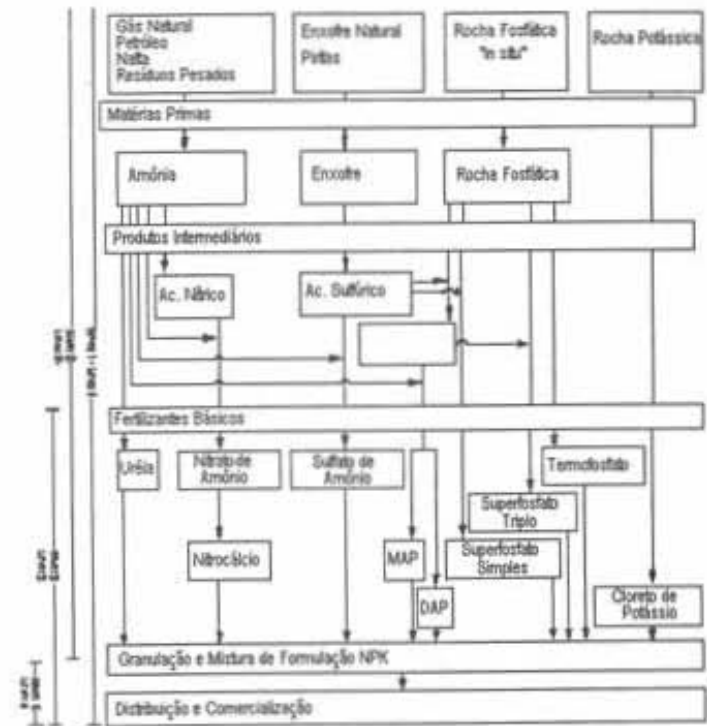 Gás Natural
Petróleo
Nafta
Resíduos Pesados
Enxofre Natural
Piritas
Rocha Fosfática
"in situ"
Rocha Potássica
Matérias Primas
Amônia
Enxofre
Rocha Fosfática
Produtos Intermediários
Ac. Nítrico
Ac. Sulfúrico
Fertilizantes Básicos
Uréia
Nitrato de
Amônio
Sulfato de
Amônio
Termofosfato
Superfosfato
Triplo
Nitrocálcio
MAP
Superfosfato
Simples
DAP
Cloreto de
Potássio
Granulação e Mistura de Formulação NPK
Distribuição e Comercialização